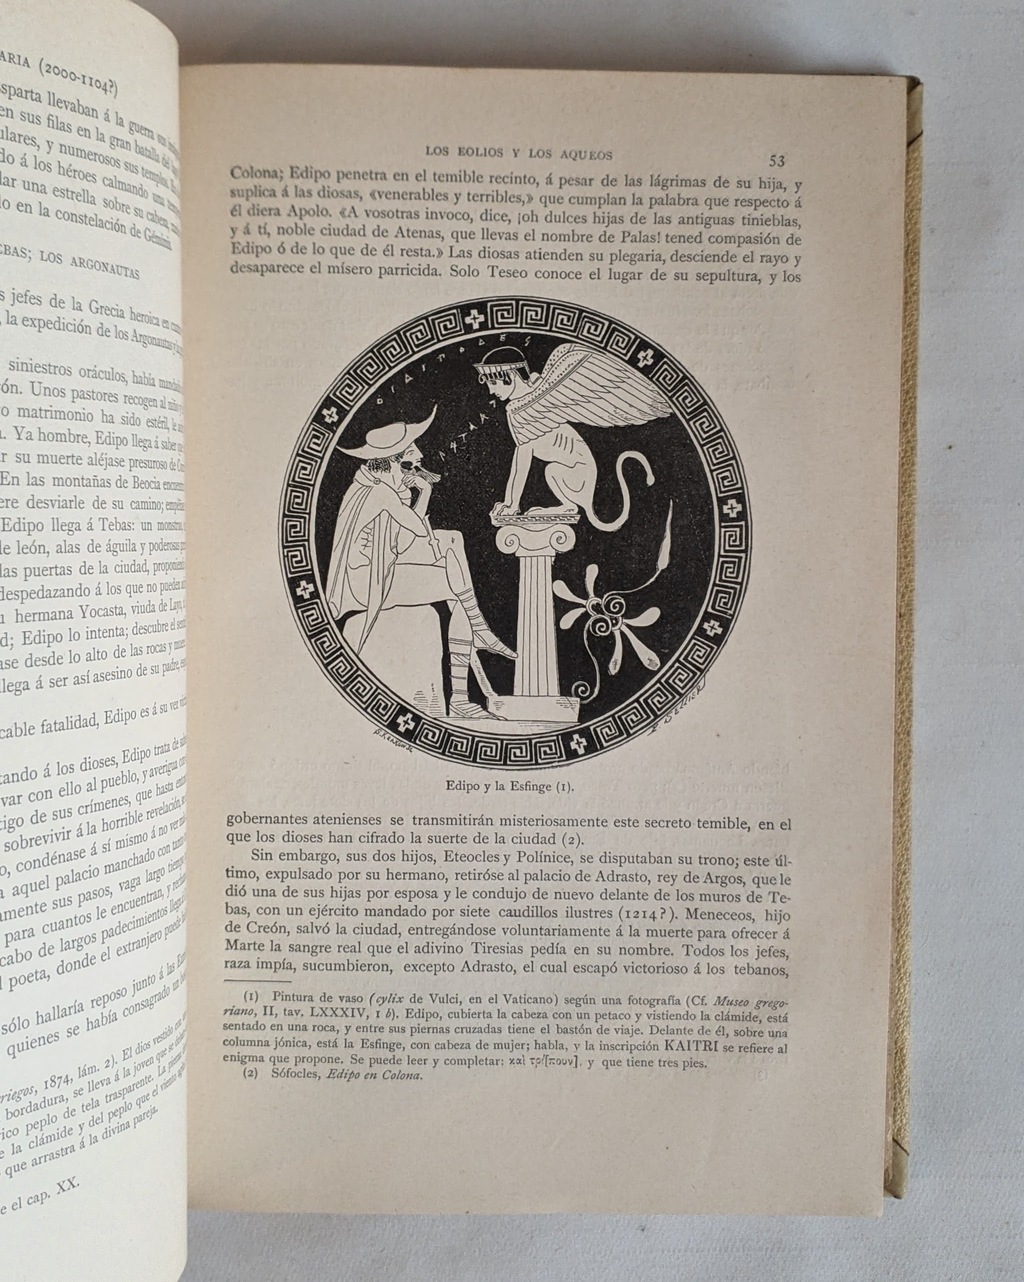 ARIA (2000-1104?)
sparta llevaban á la guerra
en sus filas en la gran batalla del
ulares, y numerosos sus templos.
do á los héroes calmando una
lar una estrella sobre su cabeza,
lo en la constelación de Géminis.
EBAS; LOS ARGONAUTAS
s jefes de la Grecia heroica en
, la expedición de los Argonautas y
siniestros oráculos, había
ón. Unos pastores recogen al niño
o matrimonio ha sido estéril, le
a. Ya hombre, Edipo llega á saber
ar su muerte aléjase presuroso de
En las montañas de Beocia
ere desviarle de su camino;
Edipo llega á Tebas: un monstruo
le león, alas de águila y poderosas
las puertas de la ciudad, proponiendo
despedazando á los que no pueden
u hermana Yocasta, viuda de Layo,
d; Edipo lo intenta; descubre el
ase desde lo alto de las rocas y
llega á ser así asesino de su padre,
cable fatalidad, Edipo es á su vez
tando á los dioses, Edipo trata de
var con ello al pueblo, y averigua
tigo de sus crímenes, que hasta
sobrevivir á la horrible revelación,
o, condénase á sí mismo á no ver
a aquel palacio manchado con
amente sus pasos, vaga largo tiempo
para cuantos le encuentran, y
cabo de largos padecimientos llega
l poeta, donde el extranjero puede
sólo hallaría reposo junto á las
quienes se había consagrado un
riegos, 1874, lám. 2). El dios vestido
bordadura, se lleva á la joven que se
ico peplo de tela trasparente. La
e la clámide y del peplo que el viento
que arrastra á la divina pareja.
e el cap. XX.
LOS EOLIOS Y LOS AQUEOS 53
Colona; Edipo penetra en el temible recinto, á pesar de las lágrimas de su hija, y
suplica á las diosas, «venerables y terribles,» que cumplan la palabra que respecto á
él diera Apolo. «A vosotras invoco, dice, ¡oh dulces hijas de las antiguas tinieblas,
y á tí, noble ciudad de Atenas, que llevas el nombre de Palas! tened compasión de
Edipo ó de lo que de él resta.» Las diosas atienden su plegaria, desciende el rayo y
desaparece el mísero parricida. Solo Teseo conoce el lugar de su sepultura, y los
Edipo y la Esfinge (1).
gobernantes atenienses se transmitirán misteriosamente este secreto temible, en el
que los dioses han cifrado la suerte de la ciudad (2).
Sin embargo, sus dos hijos, Eteocles y Polínice, se disputaban su trono; este úl-
timo, expulsado por su hermano, retiróse al palacio de Adrasto, rey de Argos, que le
dió una de sus hijas por esposa y le condujo de nuevo delante de los muros de Te-
bas, con un ejército mandado por siete caudillos ilustres (1214?). Meneceos, hijo
de Creón, salvó la ciudad, entregándose voluntariamente á la muerte para ofrecer á
Marte la sangre real que el adivino Tiresias pedía en su nombre. Todos los jefes,
raza impía, sucumbieron, excepto Adrasto, el cual escapó victorioso á los tebanos,
(1) Pintura de vaso (cylix de Vulci, en el Vaticano) según una fotografía (Cf. Museo grego-
riano, II, tav. LXXXIV, 1 b). Edipo, cubierta la cabeza con un petaco y vistiendo la clámide, está
sentado en una roca, y entre sus piernas cruzadas tiene el bastón de viaje. Delante de él, sobre una
columna jónica, está la Esfinge, con cabeza de mujer; habla, y la inscripción KAITRI se refiere al
enigma que propone. Se puede leer y completar: καὶ τρί[πουν], y que tiene tres pies.
(2) Sófocles, Edipo en Colona.